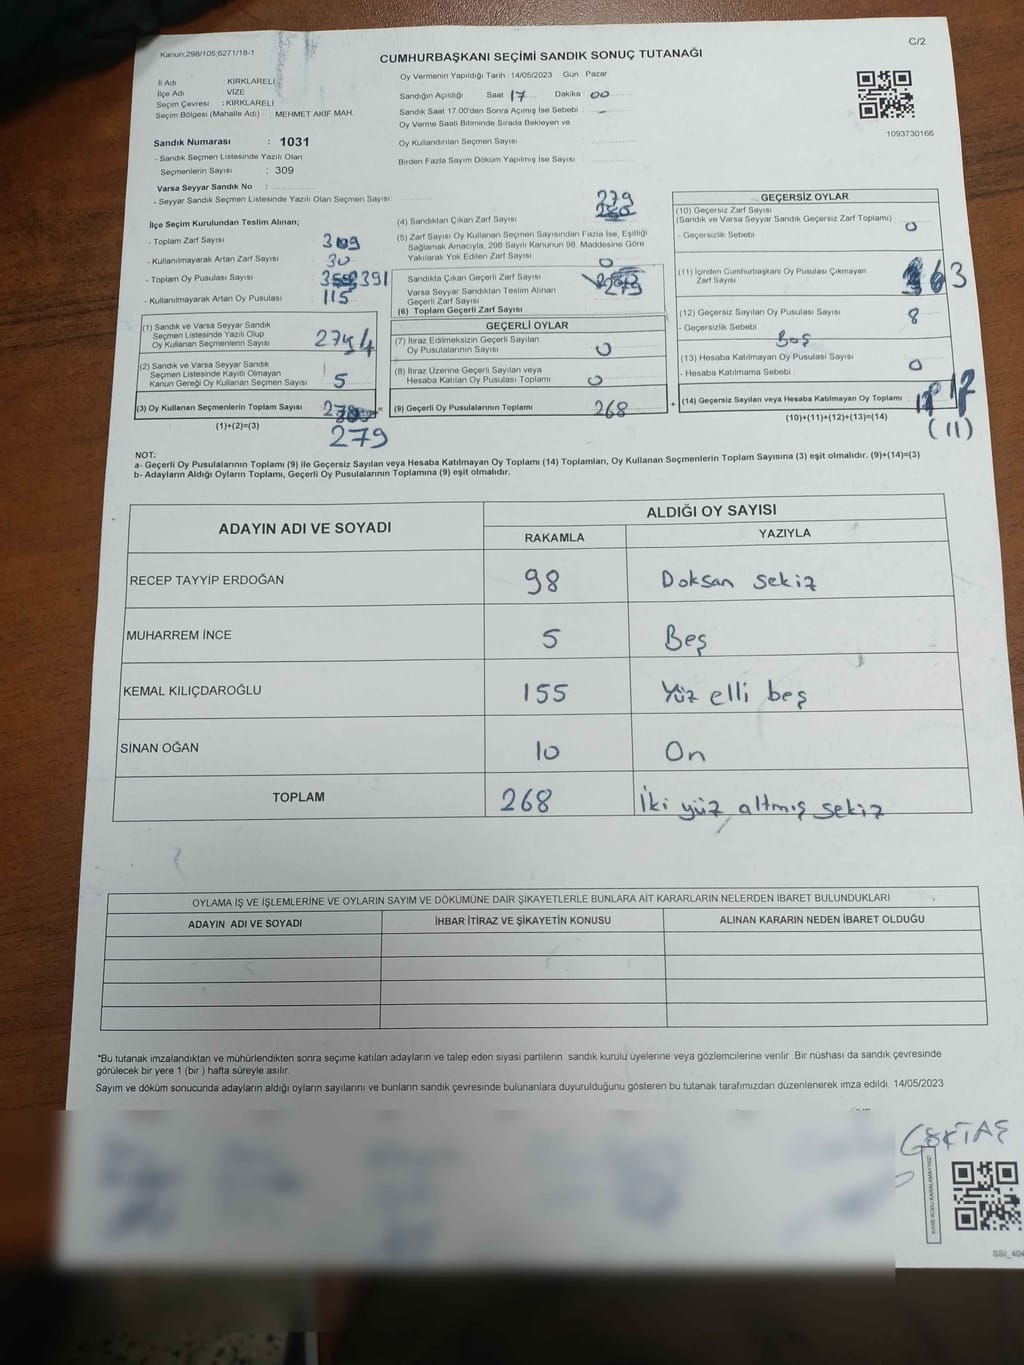 Kanun;298/105;6271/16-1
C/2
CUMHURBAŞKANI SEÇİMİ SANDIK SONUÇ TUTANAĞI
İl Adı : KIRKLARELİ
İlçe Adı : VİZE
Seçim Çevresi : KIRKLARELİ
Seçim Bölgesi (Mahalle Adı) : MEHMET AKİF MAH.
Oy Vermenin Yapıldığı Tarih : 14/05/2023 Gün : Pazar
Sandığın Açıldığı Saat 17 Dakika : 00
Sandık Saat 17:00'den Sonra Açımış İse Sebebi : -
Oy Verme Saati Bitiminde Sırada Bekleyen ve
Oy Kullandırılan Seçmen Sayısı :
Birden Fazla Sayım Döküm Yapılmış İse Sayısı :
1093730166
Sandık Numarası : 1031
- Sandık Seçmen Listesinde Yazılı Olan
Seçmenlerin Sayısı : 309
Varsa Seyyar Sandık No :
- Seyyar Sandık Seçmen Listesinde Yazılı Olan Seçmen Sayısı:
İlçe Seçim Kurulundan Teslim Alınan;
- Toplam Zarf Sayısı : 309
- Kullanılmayarak Artan Zarf Sayısı : 30
- Toplam Oy Pusulası Sayısı : 391
- Kullanılmayarak Artan Oy Pusulası : 115
(1) Sandık ve Varsa Seyyar Sandık
Seçmen Listesinde Yazılı Olup
Oy Kullanan Seçmenlerin Sayısı : 274
(2) Sandık ve Varsa Seyyar Sandık
Seçmen Listesinde Kayıtlı Olmayan
Kanun Gereği Oy Kullanan Seçmen Sayısı : 5
(3) Oy Kullanan Seçmenlerin Toplam Sayısı :
(1)+(2)=(3)
279
(4) Sandıktan Çıkan Zarf Sayısı : 279
(5) Zarf Sayısı Oy Kullanan Seçmen Sayısından Fazla İse, Eşitliği
Sağlamak Amacıyla, 298 Sayılı Kanunun 98. Maddesine Göre
Yakılarak Yok Edilen Zarf Sayısı : 0
Sandıkta Çıkan Geçerli Zarf Sayısı
Varsa Seyyar Sandıktan Teslim Alınan
Geçerli Zarf Sayısı
(6) Toplam Geçerli Zarf Sayısı 279
GEÇERLİ OYLAR
(7) İtiraz Edilmeksizin Geçerli Sayılan
Oy Pusulalarının Sayısı : 0
(8) İtiraz Üzerine Geçerli Sayılan veya
Hesaba Katılan Oy Pusulası Toplamı : 0
(9) Geçerli Oy Pusulalarının Toplamı : 268
GEÇERSİZ OYLAR
(10) Geçersiz Zarf Sayısı
(Sandık ve Varsa Seyyar Sandık Geçersiz Zarf Toplamı) : 0
- Geçersizlik Sebebi :
(11) İçinden Cumhurbaşkanı Oy Pusulası Çıkmayan
Zarf Sayısı : 3
(12) Geçersiz Sayılan Oy Pusulası Sayısı : 8
- Geçersizlik Sebebi : Boş
(13) Hesaba Katılmayan Oy Pusulası Sayısı : 0
- Hesaba Katılmama Sebebi :
+ (14) Geçersiz Sayılan veya Hesaba Katılmayan Oy Toplamı :
(10)+(11)+(12)+(13)=(14)
(11)
NOT:
a- Geçerli Oy Pusulalarının Toplamı (9) ile Geçersiz Sayılan veya Hesaba Katılmayan Oy Toplamı (14) Toplamları, Oy Kullanan Seçmenlerin Toplam Sayısına (3) eşit olmalıdır. (9)+(14)=(3)
b- Adayların Aldığı Oyların Toplamı, Geçerli Oy Pusulalarının Toplamına (9) eşit olmalıdır.
ADAYIN ADI VE SOYADI
ALDIĞI OY SAYISI
RAKAMLA YAZIYLA
RECEP TAYYİP ERDOĞAN 98 Doksan sekiz
MUHARREM İNCE 5 Beş
KEMAL KILIÇDAROĞLU 155 Yüz elli beş
SİNAN OĞAN 10 On
TOPLAM 268 İki yüz altmış sekiz
OYLAMA İŞ VE İŞLEMLERİNE VE OYLARIN SAYIM VE DÖKÜMÜNE DAİR ŞİKAYETLERLE BUNLARA AİT KARARLARIN NELERDEN İBARET BULUNDUKLARI
ADAYIN ADI VE SOYADI İHBAR İTİRAZ VE ŞİKAYETİN KONUSU ALINAN KARARIN NEDEN İBARET OLDUĞU
*Bu tutanak imzalandıktan ve mühürlendikten sonra seçime katılan adayların ve talep eden siyasi partilerin sandık kurulu üyelerine veya gözlemcilerine verilir .Bir nüshası da sandık çevresinde
görülecek bir yere 1 (bir ) hafta süreyle asılır.
Sayım ve döküm sonucunda adayların aldığı oyların sayılarını ve bunların sandık çevresinde bulunanlara duyurulduğunu gösteren bu tutanak tarafımızdan düzenlenerek imza edildi. 14/05/2023
KARE KODU KARALAMAYINIZ!